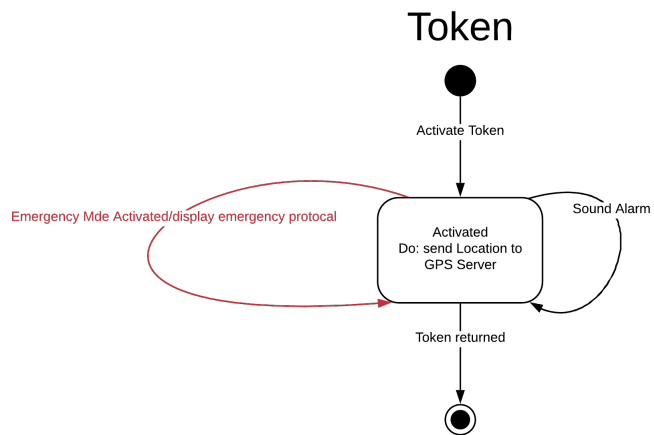 Token
Activate Token
Emergency Mde Activated/display emergency protocal
Sound Alarm
Activated
Do: send Location to
GPS Server
Token returned